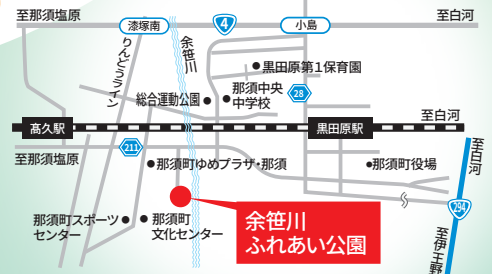 至那須塩原
漆塚南
4
小島
至白河
りんどうライン
余笹川
黒田原第1保育園
総合運動公園
那須中央
中学校
28
至白河
髙久駅
黒田原駅
至那須塩原
211
那須町ゆめプラザ・那須
那須町役場
至白河
那須町スポーツ
センター
那須町
文化センター
余笹川
ふれあい公園
294
至伊王野